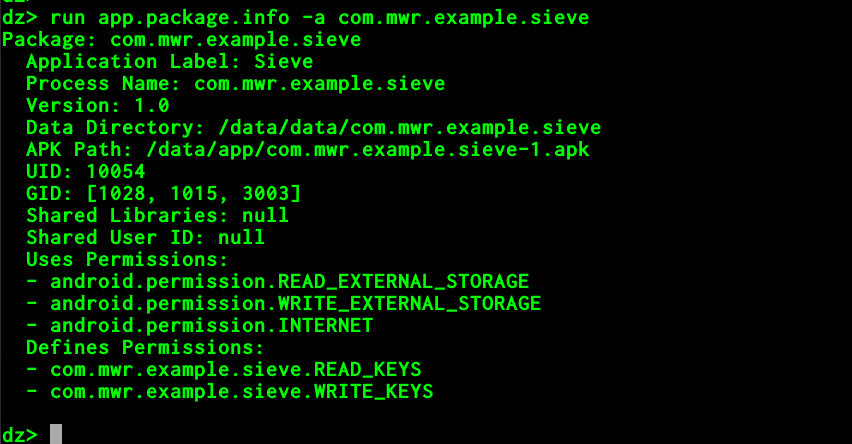 dz> run app.package.info -a com.mwr.example.sieve
Package: com.mwr.example.sieve
Application Label: Sieve
Process Name: com.mwr.example.sieve
Version: 1.0
Data Directory: /data/data/com.mwr.example.sieve
APK Path: /data/app/com.mwr.example.sieve-1.apk
UID: 10054
GID: [1028, 1015, 3003]
Shared Libraries: null
Shared User ID: null
Uses Permissions:
- android.permission.READ_EXTERNAL_STORAGE
- android.permission.WRITE_EXTERNAL_STORAGE
- android.permission.INTERNET
Defines Permissions:
- com.mwr.example.sieve.READ_KEYS
- com.mwr.example.sieve.WRITE_KEYS
dz>